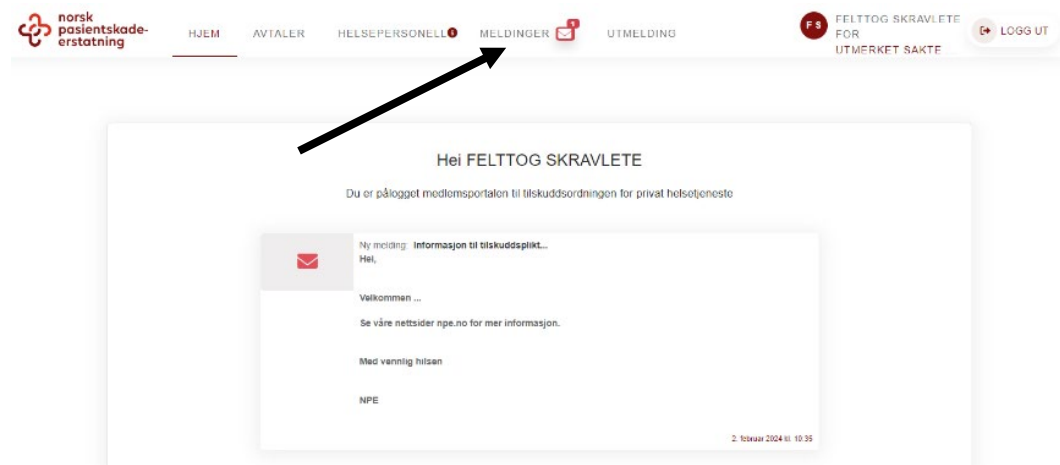 norsk
pasientskade-
erstatning
HJEM AVTALER HELSEPERSONELL MELDINGER 1 UTMELDING
FS
FELTTOG SKRAVLETE
FOR
UTMERKET SAKTE
LOGG UT
Hei FELTTOG SKRAVLETE
Du er pålogget medlemsportalen til tilskuddsordningen for privat helsetjeneste
Ny melding: Informasjon til tilskuddsplikt...
Hei,
Velkommen ...
Se våre nettsider npe.no for mer informasjon.
Med vennlig hilsen
NPE
2. februar 2024 kl. 10:35